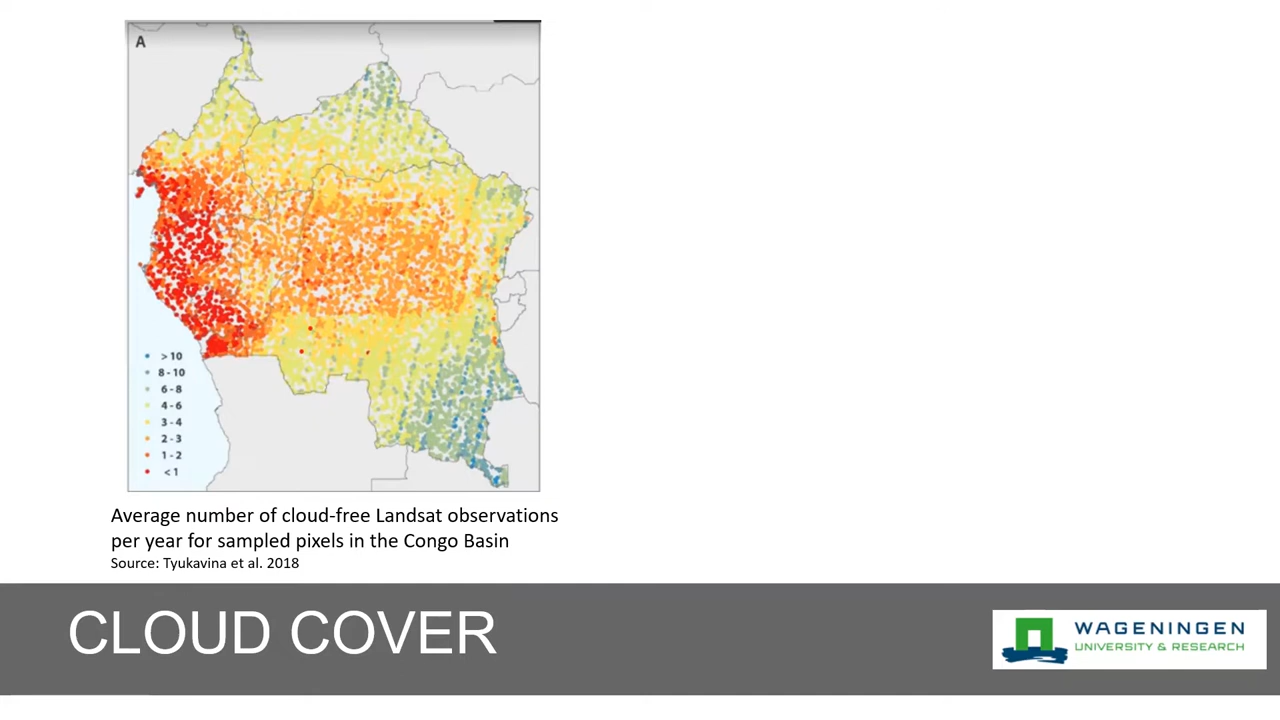 A
> 10
8 - 10
6 - 8
4 - 6
3 - 4
2 - 3
1 - 2
< 1
Average number of cloud-free Landsat observations
per year for sampled pixels in the Congo Basin
Source: Tyukavina et al. 2018
CLOUD COVER
WAGENINGEN
UNIVERSITY & RESEARCH